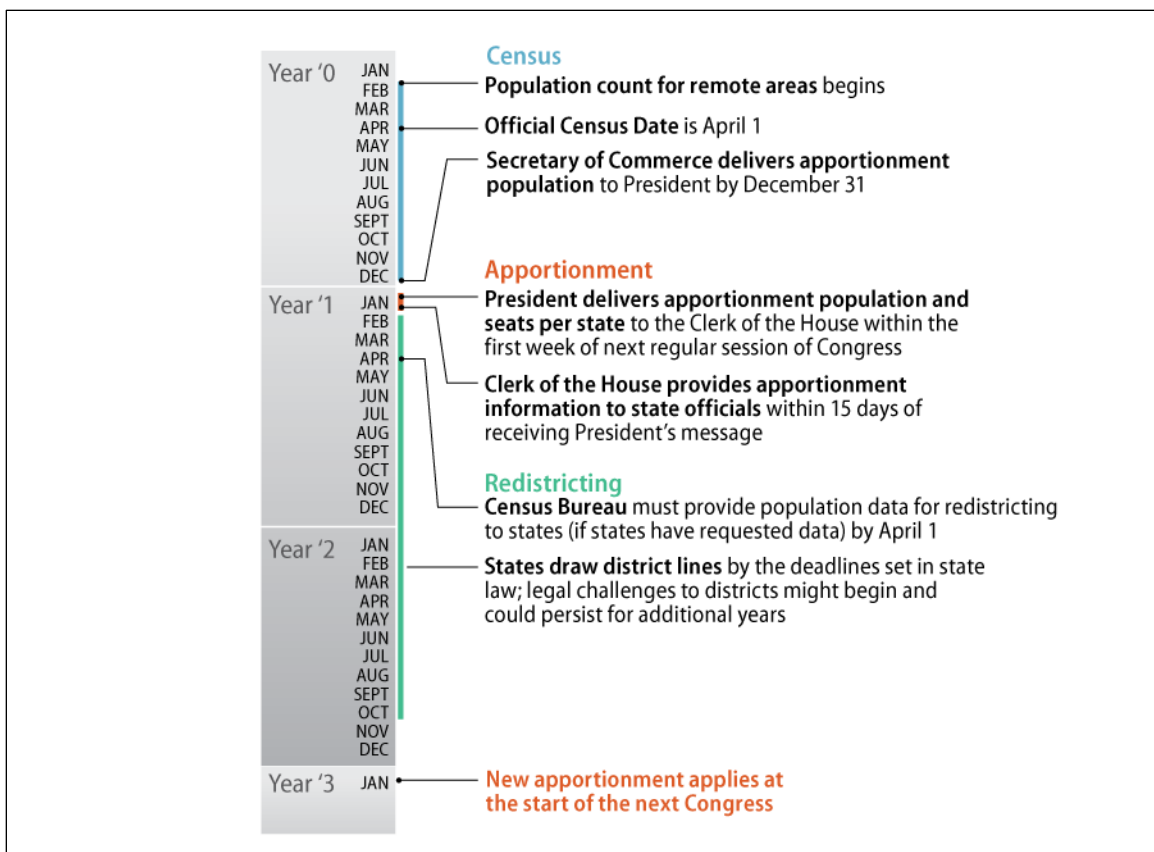 Year ‘0
JAN
FEB
MAR
APR
MAY
JUN
JUL
AUG
SEPT
OCT
NOV
DEC
Census
Population count for remote areas begins
Official Census Date is April 1
Secretary of Commerce delivers apportionment
population to President by December 31
Year ‘1
JAN
FEB
MAR
APR
MAY
JUN
JUL
AUG
SEPT
OCT
NOV
DEC
Apportionment
President delivers apportionment population and
seats per state to the Clerk of the House within the
first week of next regular session of Congress
Clerk of the House provides apportionment
information to state officials within 15 days of
receiving President’s message
Redistricting
Census Bureau must provide population data for redistricting
to states (if states have requested data) by April 1
Year ‘2
JAN
FEB
MAR
APR
MAY
JUN
JUL
AUG
SEPT
OCT
NOV
DEC
States draw district lines by the deadlines set in state
law; legal challenges to districts might begin and
could persist for additional years
Year ‘3
JAN
New apportionment applies at
the start of the next Congress